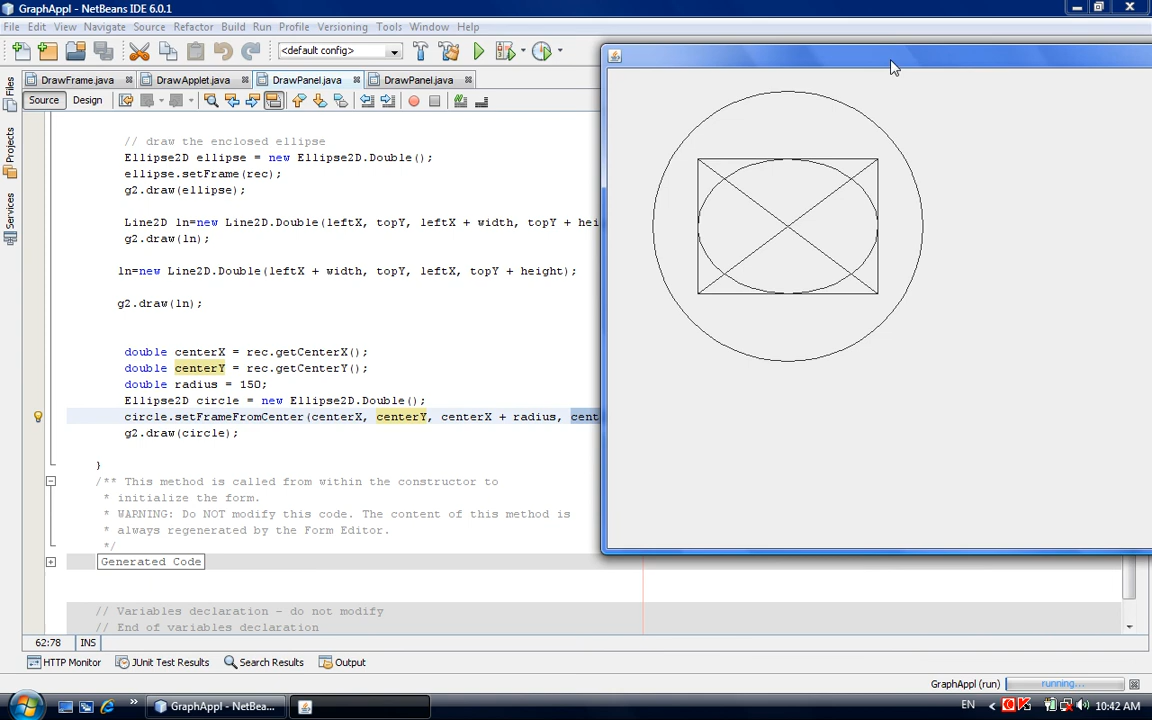 GraphAppl - NetBeans IDE 6.0.1
File Edit View Navigate Source Refactor Build Run Profile Versioning Tools Window Help
<default config>
DrawFrame.java DrawApplet.java DrawPanel.java DrawPanel.java
Source Design
// draw the enclosed ellipse
Ellipse2D ellipse = new Ellipse2D.Double();
ellipse.setFrame(rec);
g2.draw(ellipse);
Line2D ln=new Line2D.Double(leftX, topY, leftX + width, topY + hei
g2.draw(ln);
ln=new Line2D.Double(leftX + width, topY, leftX, topY + height);
g2.draw(ln);
double centerX = rec.getCenterX();
double centerY = rec.getCenterY();
double radius = 150;
Ellipse2D circle = new Ellipse2D.Double();
circle.setFrameFromCenter(centerX, centerY, centerX + radius, cent
g2.draw(circle);
}
/** This method is called from within the constructor to
* initialize the form.
* WARNING: Do NOT modify this code. The content of this method is
* always regenerated by the Form Editor.
*/
Generated Code
// Variables declaration - do not modify
// End of variables declaration
62:78 INS
HTTP Monitor JUnit Test Results Search Results Output
GraphAppl (run) running...
GraphAppl - NetBea... EN 10:42 AM
Files
Projects
Services